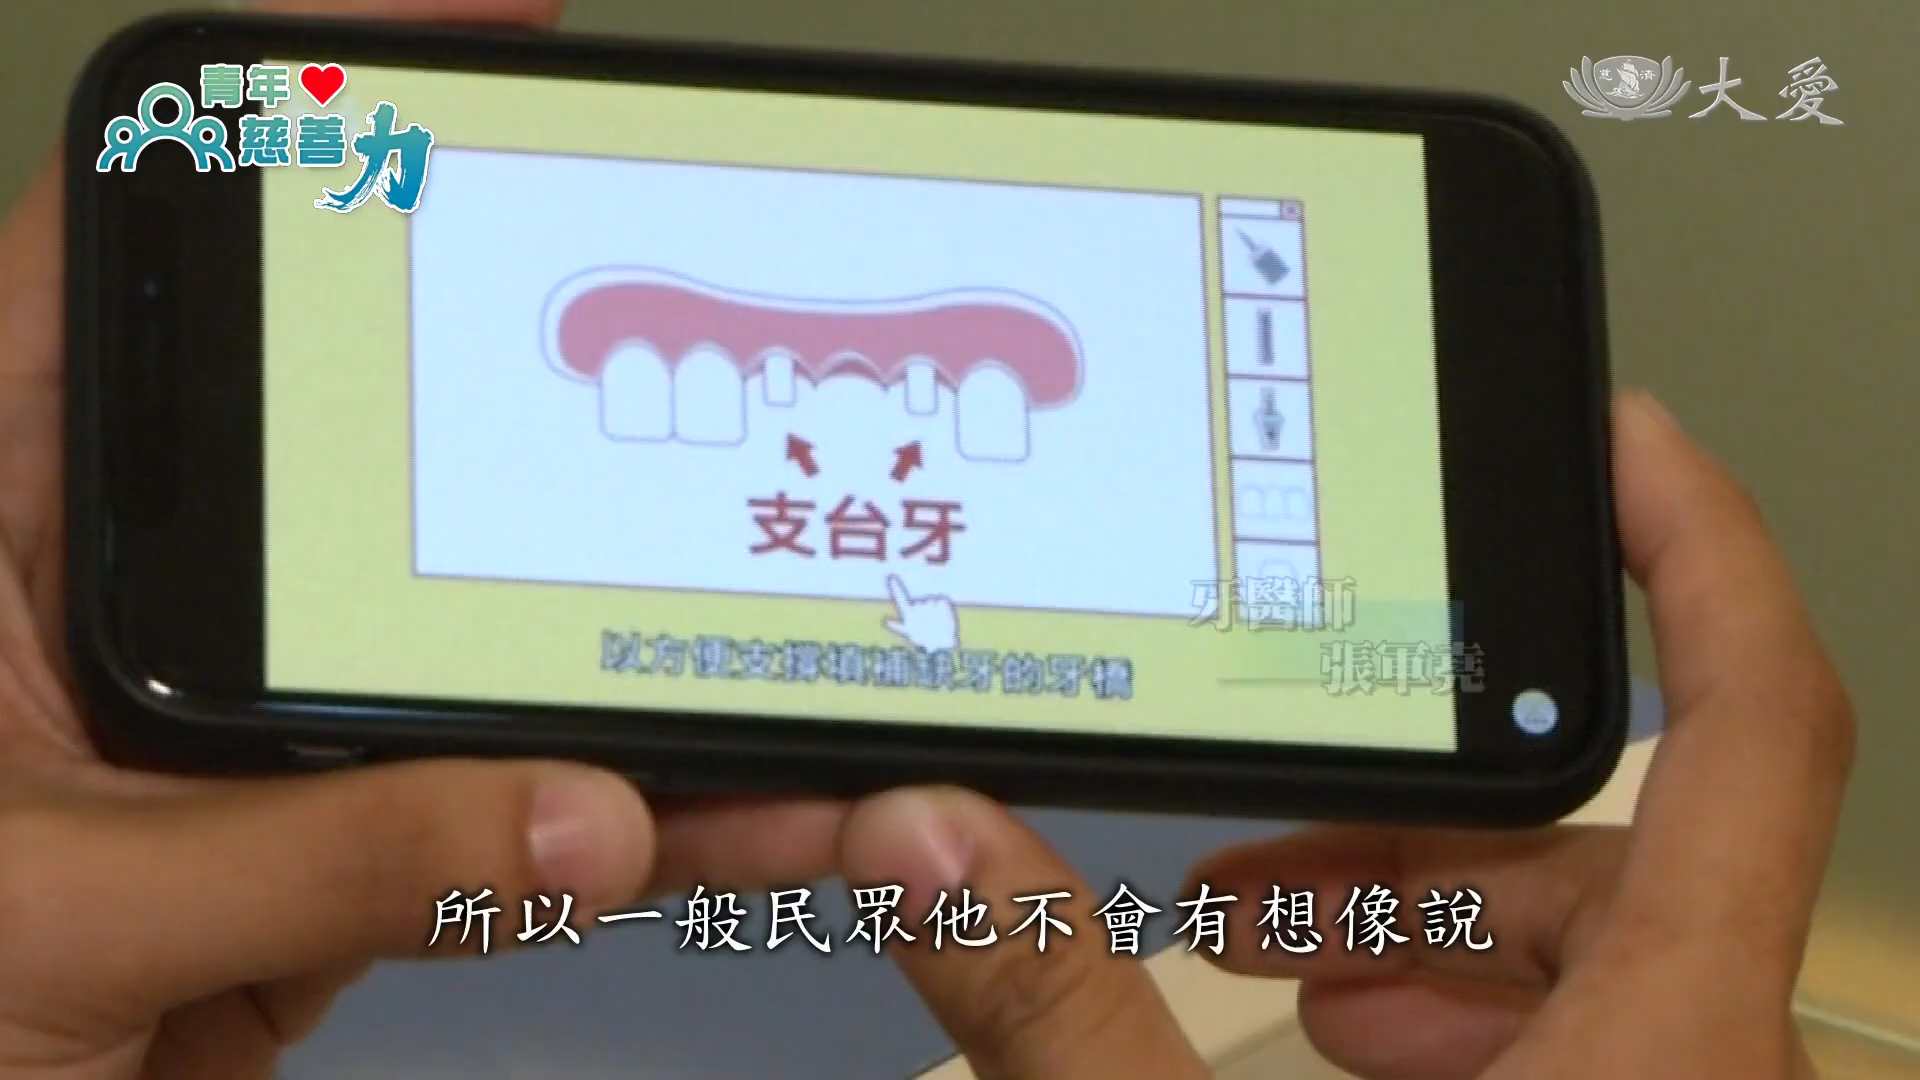 青年
慈善力
慈濟
大愛
支台牙
以方便支撐填補缺牙的牙橋
牙醫師
張軍堯
所以一般民眾他不會有想像說